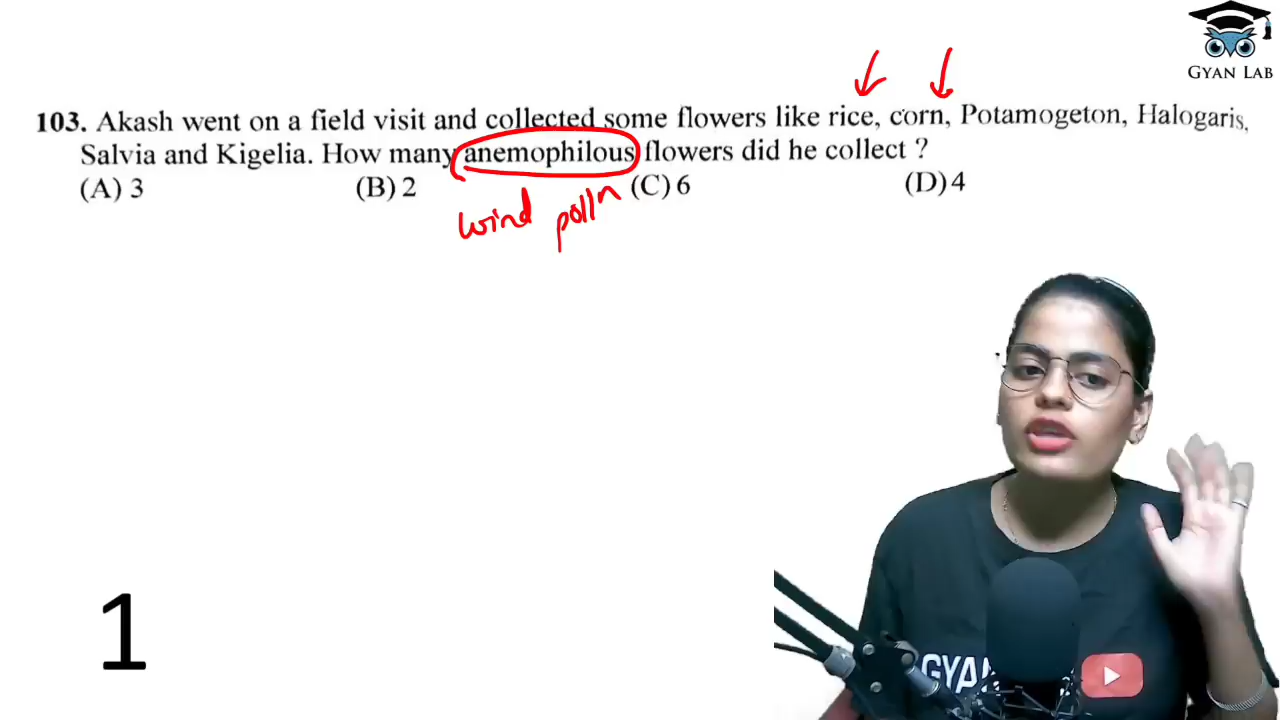 GYAN LAB
103. Akash went on a field visit and collected some flowers like rice, corn, Potamogeton, Halogaris,
Salvia and Kigelia. How many anemophilous flowers did he collect ?
(A) 3 (B) 2 (C) 6 (D) 4
wind polln
1
GYAN